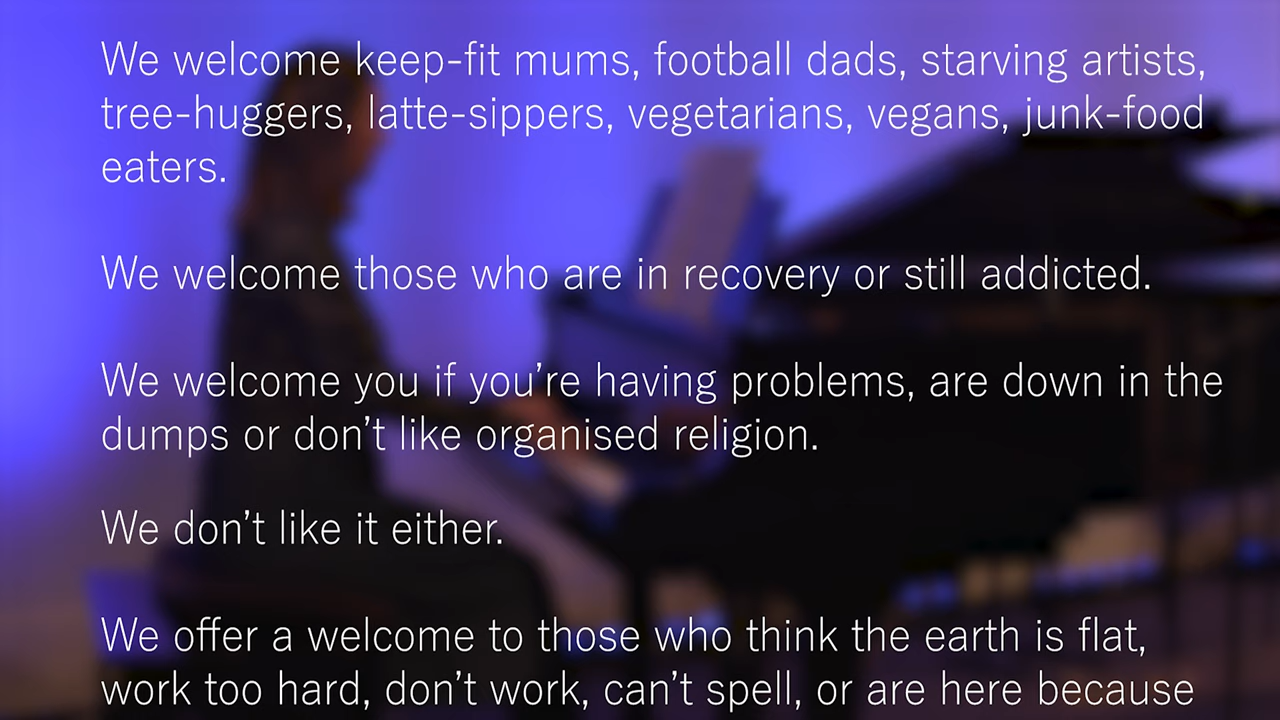 We welcome keep-fit mums, football dads, starving artists,
tree-huggers, latte-sippers, vegetarians, vegans, junk-food
eaters.
We welcome those who are in recovery or still addicted.
We welcome you if you’re having problems, are down in the
dumps or don’t like organised religion.
We don’t like it either.
We offer a welcome to those who think the earth is flat,
work too hard, don’t work, can’t spell, or are here because